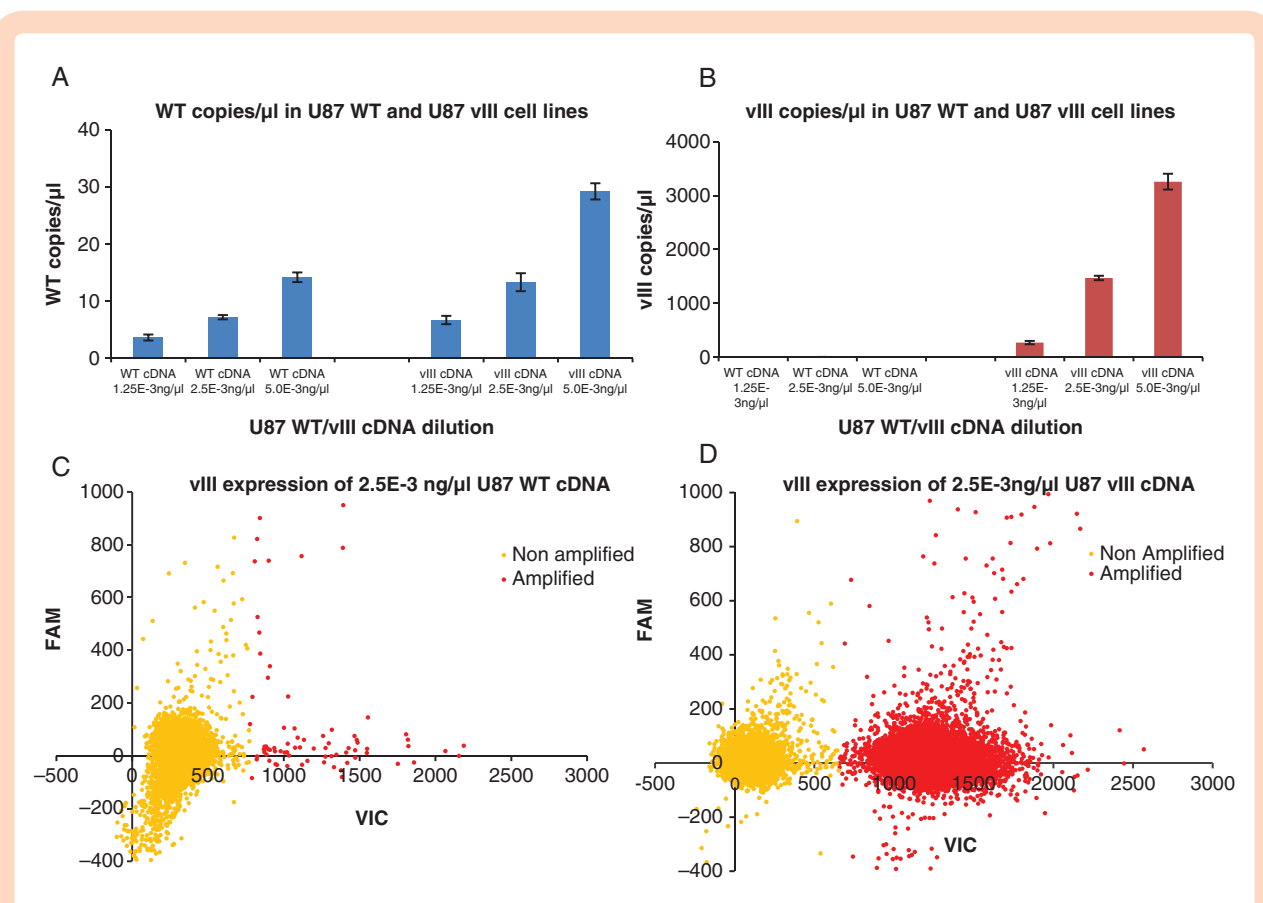 A
WT copies/µl in U87 WT and U87 vIII cell lines
40
30
20
10
0
WT copies/µl
WT cDNA
1.25E-3ng/µl
WT cDNA
2.5E-3ng/µl
WT cDNA
5.0E-3ng/µl
vIII cDNA
1.25E-3ng/µl
vIII cDNA
2.5E-3ng/µl
vIII cDNA
5.0E-3ng/µl
U87 WT/vIII cDNA dilution
B
vIII copies/µl in U87 WT and U87 vIII cell lines
4000
3000
2000
1000
0
vIII copies/µl
WT cDNA
1.25E-
3ng/µl
WT cDNA
2.5E-3ng/µl
WT cDNA
5.0E-3ng/µl
vIII cDNA
1.25E-
3ng/µl
vIII cDNA
2.5E-3ng/µl
vIII cDNA
5.0E-3ng/µl
U87 WT/vIII cDNA dilution
C
vIII expression of 2.5E-3 ng/µl U87 WT cDNA
1000
800
600
400
200
0
−200
−400
FAM
Non amplified
Amplified
−500
0
500
1000
1500
2000
2500
3000
VIC
D
vIII expression of 2.5E-3ng/µl U87 vIII cDNA
1000
800
600
400
200
0
−200
−400
FAM
Non Amplified
Amplified
-500
0
500
1000
1500
2000
2500
3000
VIC